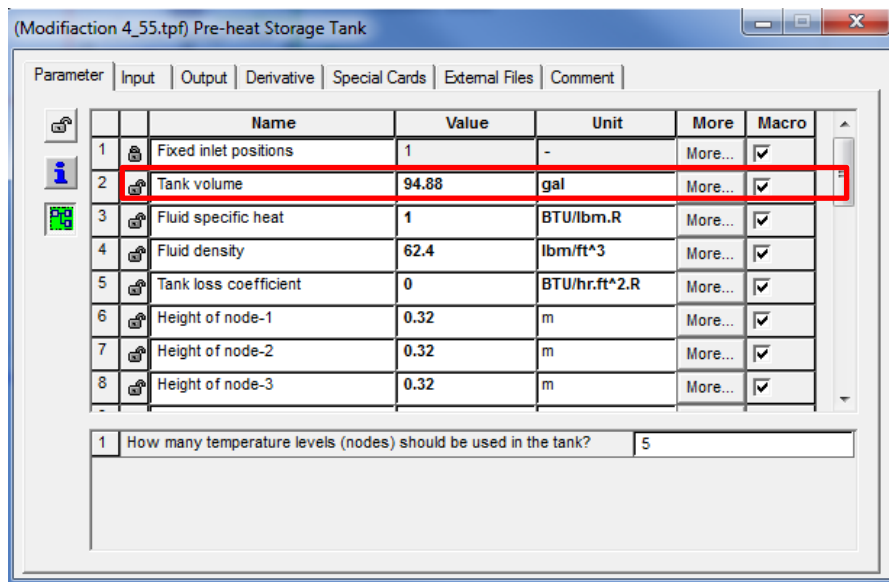 (Modifiaction 4_55.tpf) Pre-heat Storage Tank
Parameter Input Output Derivative Special Cards External Files Comment
Name Value Unit More Macro
1 Fixed inlet positions 1 - More...
2 Tank volume 94.88 gal More...
3 Fluid specific heat 1 BTU/lbm.R More...
4 Fluid density 62.4 lbm/ft^3 More...
5 Tank loss coefficient 0 BTU/hr.ft^2.R More...
6 Height of node-1 0.32 m More...
7 Height of node-2 0.32 m More...
8 Height of node-3 0.32 m More...
1 How many temperature levels (nodes) should be used in the tank? 5